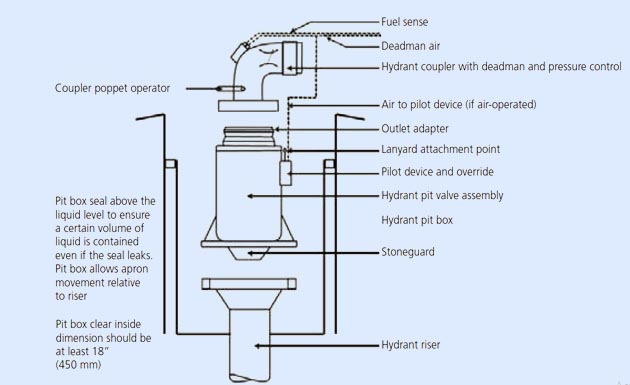 Fuel sense
Deadman air
Hydrant coupler with deadman and pressure control
Coupler poppet operator
Air to pilot device (if air-operated)
Outlet adapter
Lanyard attachment point
Pilot device and override
Hydrant pit valve assembly
Hydrant pit box
Stoneguard
Hydrant riser
Pit box seal above the
liquid level to ensure
a certain volume of
liquid is contained
even if the seal leaks.
Pit box allows apron
movement relative
to riser
Pit box clear inside
dimension should be
at least 18”
(450 mm)